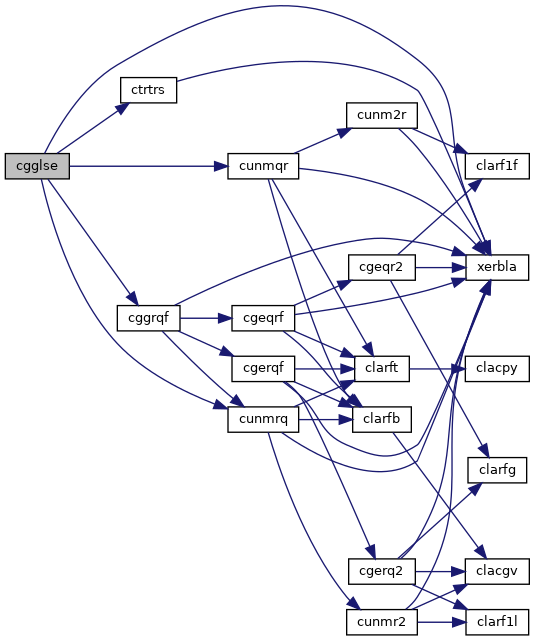 cgglse
ctrtrs
cunmqr
cggrqf
cgeqrf
cgerqf
cunmrq
cunm2r
cgeqr2
clarft
clarfb
cgerq2
cunmr2
clarf1f
xerbla
clacpy
clarfg
clacgv
clarf1l